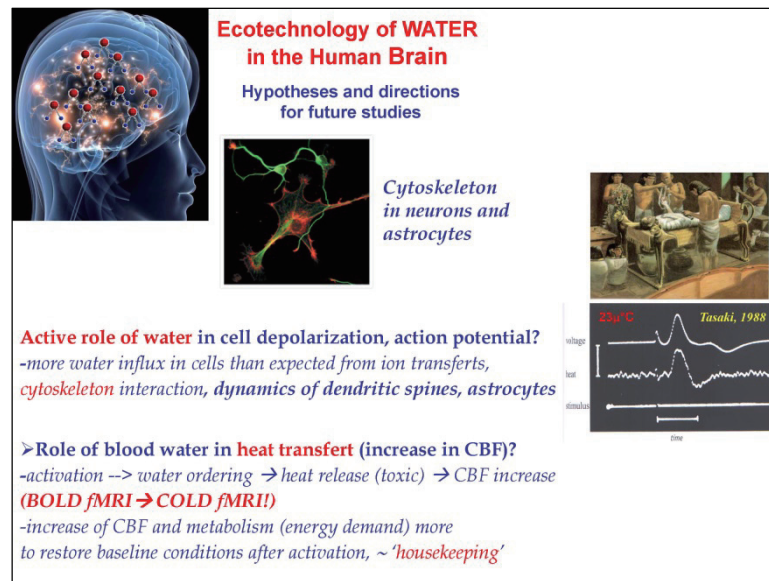 Ecotechnology of WATER
in the Human Brain
Hypotheses and directions
for future studies
Cytoskeleton
in neurons and
astrocytes
Active role of water in cell depolarization, action potential?
-more water influx in cells than expected from ion transferts,
cytoskeleton interaction, dynamics of dendritic spines, astrocytes
➢Role of blood water in heat transfert (increase in CBF)?
-activation --> water ordering → heat release (toxic) → CBF increase
(BOLD fMRI → COLD fMRI!)
-increase of CBF and metabolism (energy demand) more
to restore baseline conditions after activation, ~ 'housekeeping'
23µ°C
Tasaki, 1988
voltage
heat
stimulus
time